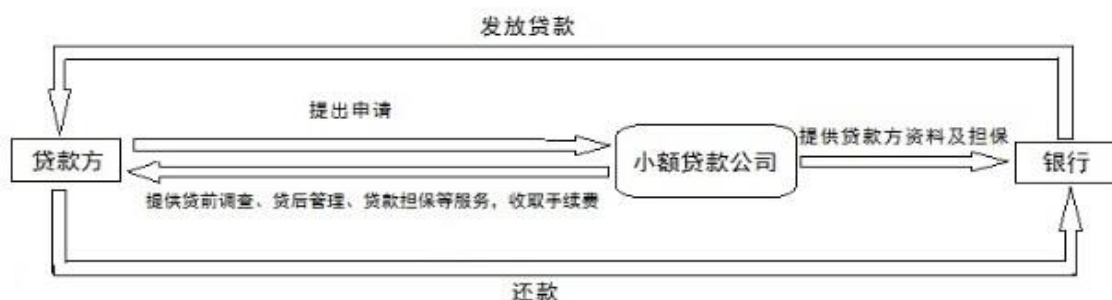 发放贷款
提出申请
提供贷款方资料及担保
贷款方
小额贷款公司
银行
提供贷前调查、贷后管理、贷款担保等服务，收取手续费
还款